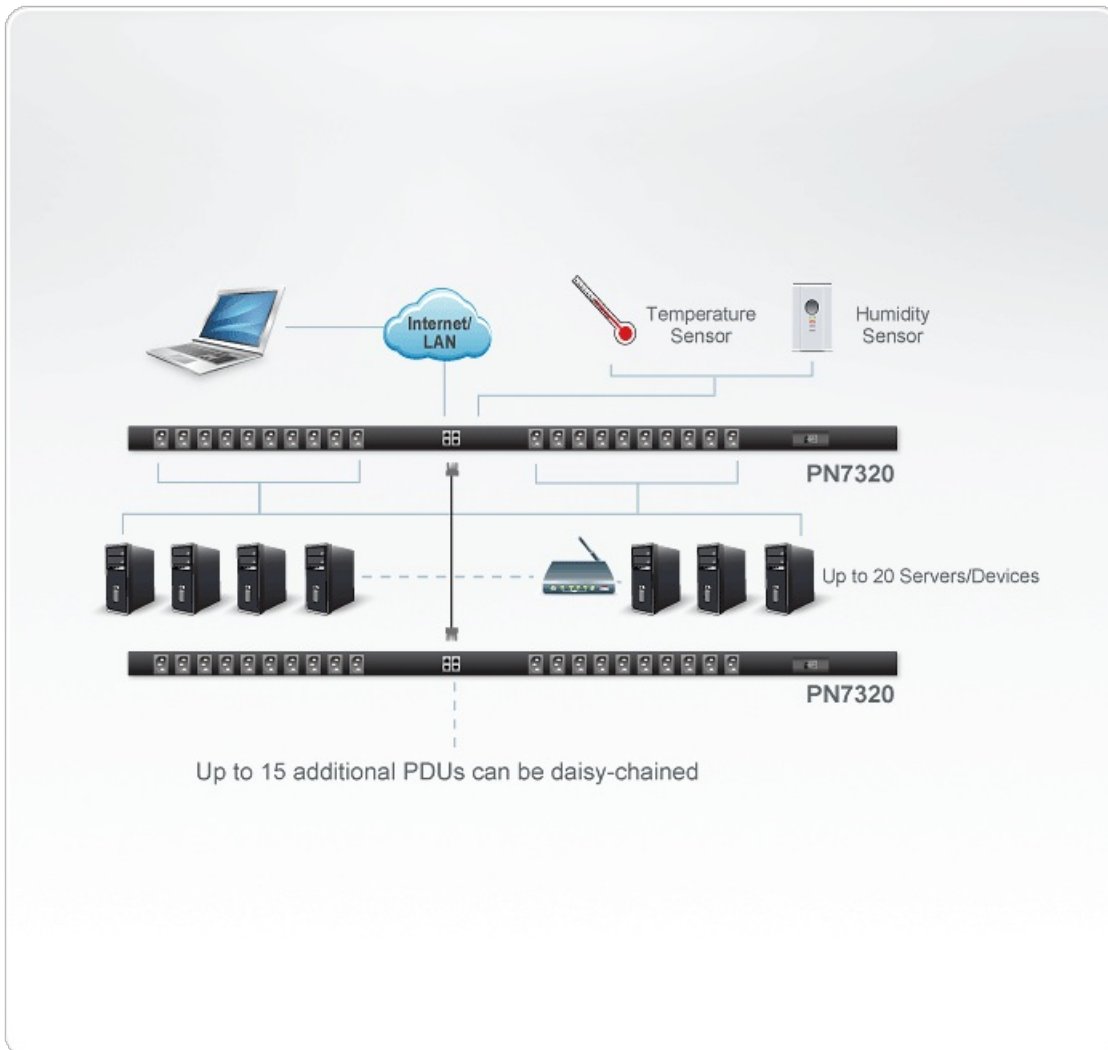 Internet/
LAN
Temperature
Sensor
Humidity
Sensor
PN7320
Up to 20 Servers/Devices
PN7320
Up to 15 additional PDUs can be daisy-chained